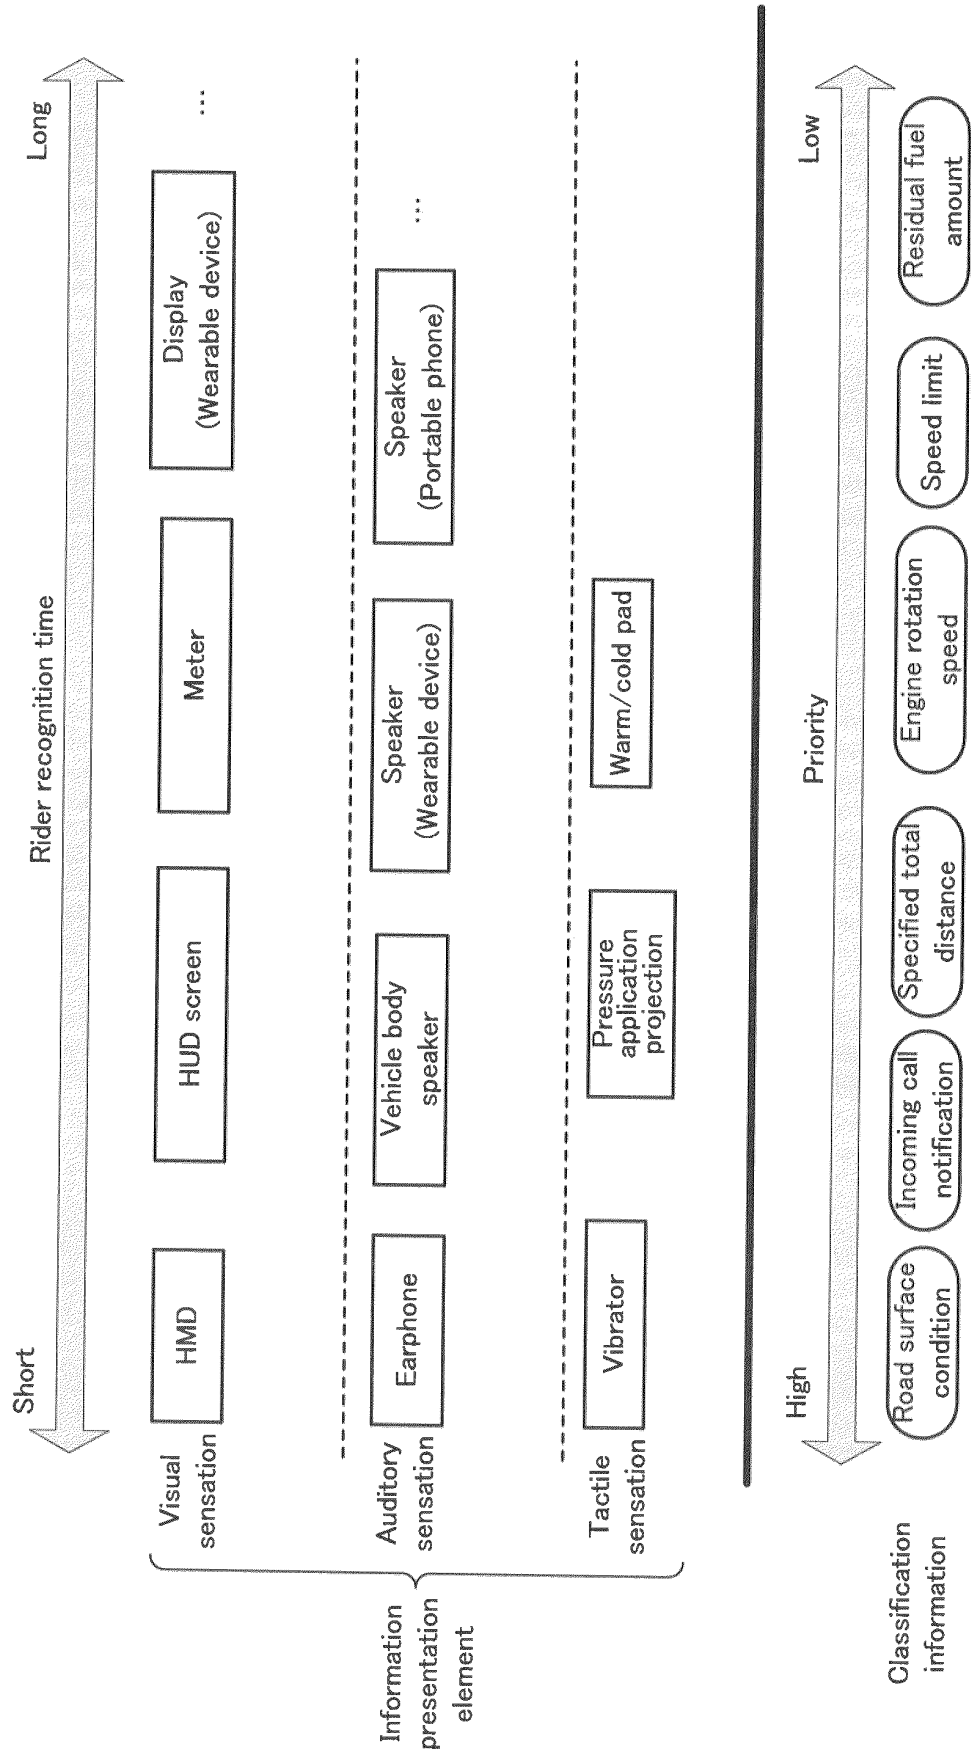 Short
Rider recognition time
Long
Information
presentation
element
Visual
sensation
HMD
HUD screen
Meter
Display
(Wearable device)
...
Auditory
sensation
Earphone
Vehicle body
speaker
Speaker
(Wearable device)
Speaker
(Portable phone)
...
Tactile
sensation
Vibrator
Pressure
application
projection
Warm/cold pad
High
Priority
Low
Classification
information
Road surface
condition
Incoming call
notification
Specified total
distance
Engine rotation
speed
Speed limit
Residual fuel
amount